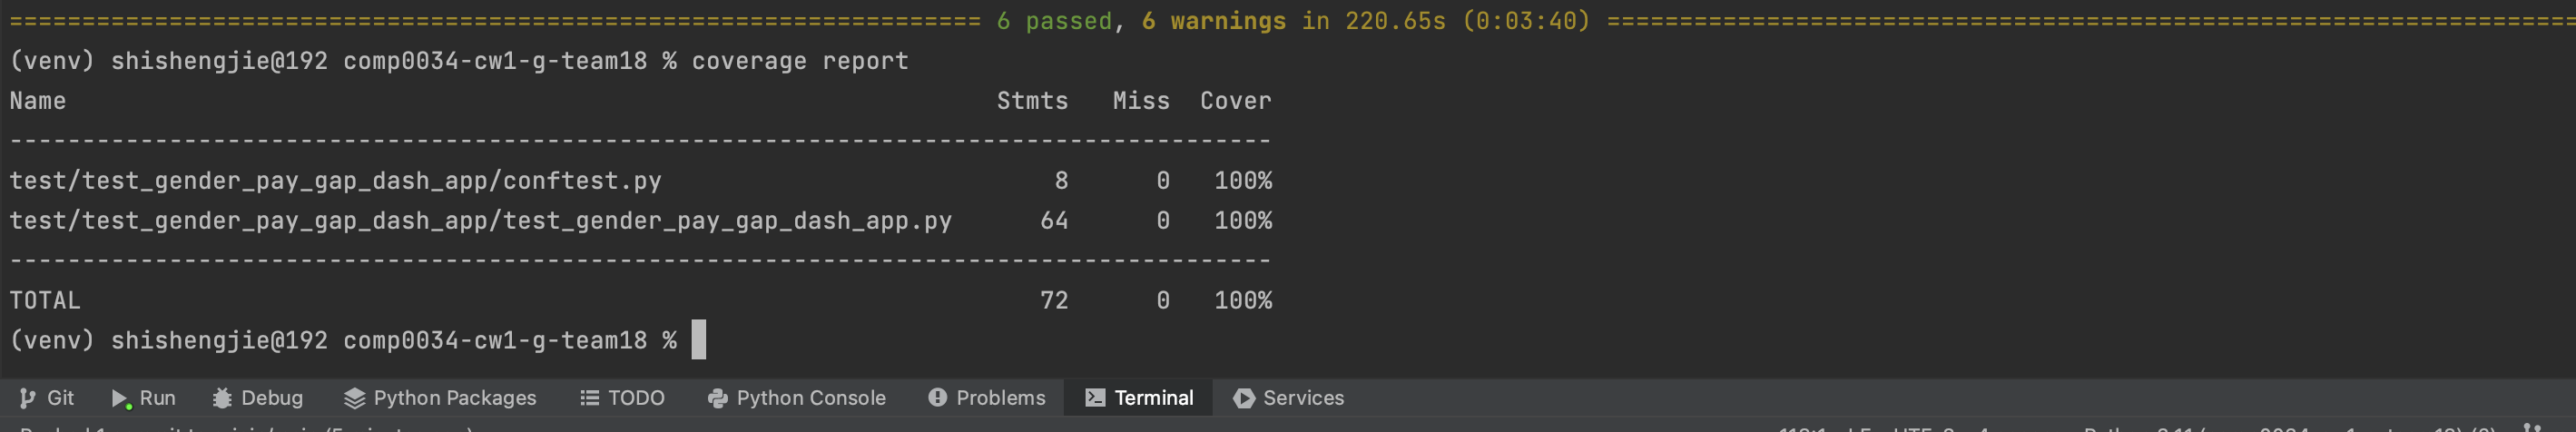 =================================================================== 6 passed, 6 warnings in 220.65s (0:03:40) ===================================================================
(venv) shishengjie@192 comp0034-cw1-g-team18 % coverage report
Name                                                                Stmts   Miss  Cover
---------------------------------------------------------------------------------------
test/test_gender_pay_gap_dash_app/conftest.py                           8      0   100%
test/test_gender_pay_gap_dash_app/test_gender_pay_gap_dash_app.py      64      0   100%
---------------------------------------------------------------------------------------
TOTAL                                                                  72      0   100%
(venv) shishengjie@192 comp0034-cw1-g-team18 %
Git Run Debug Python Packages TODO Python Console Problems Terminal Services